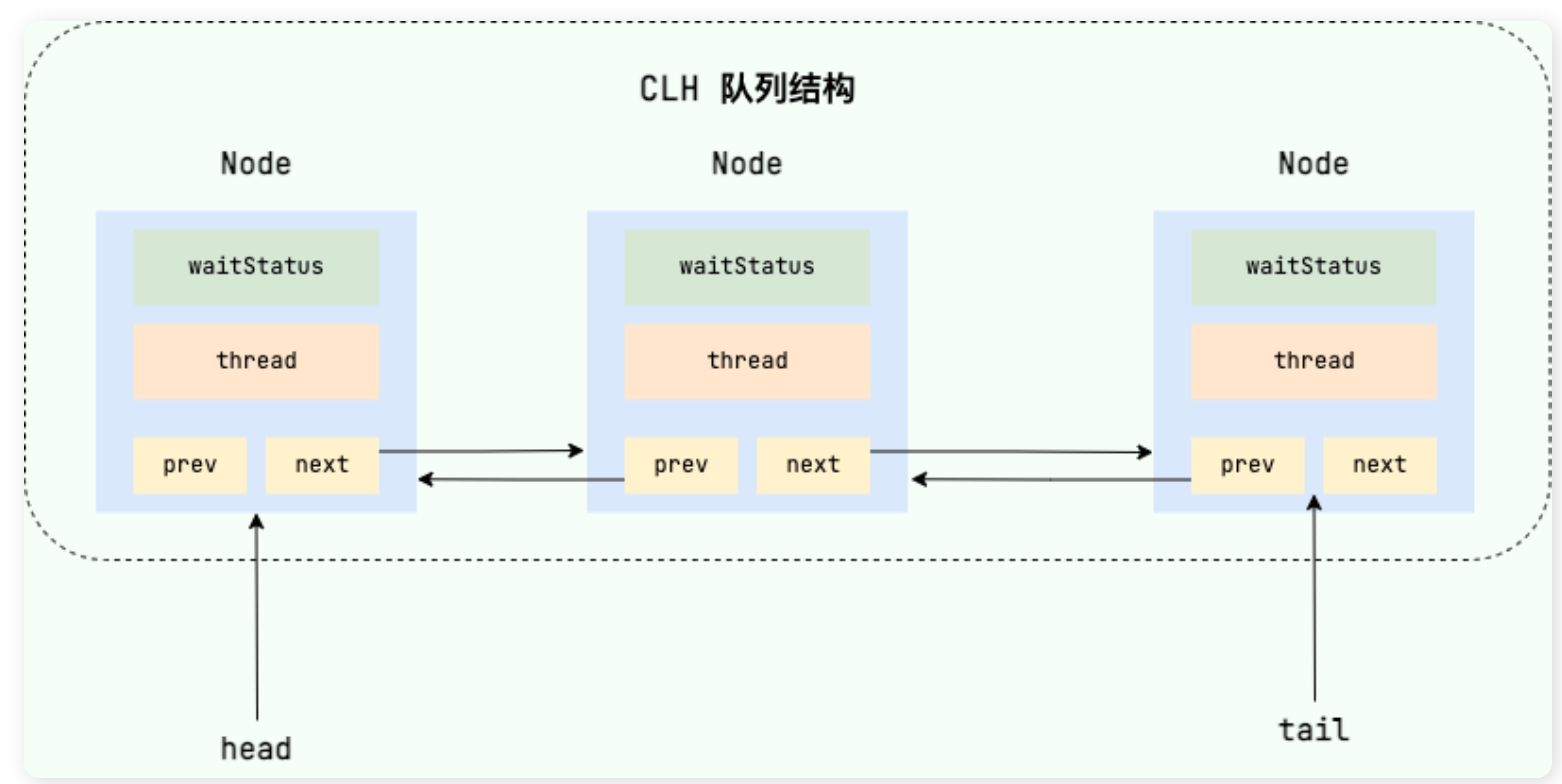 CLH 队列结构
Node Node Node
waitStatus waitStatus waitStatus
thread thread thread
prev next prev next prev next
head tail